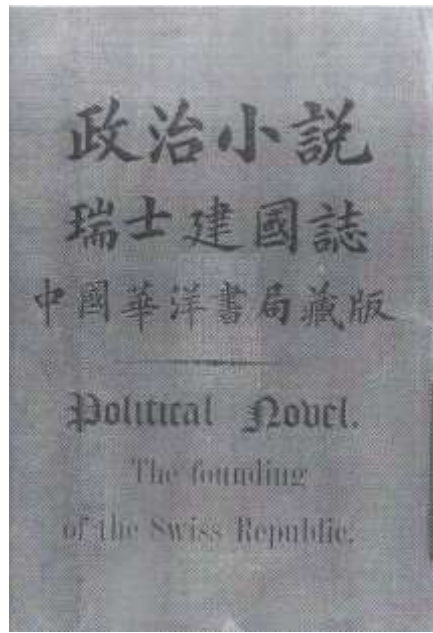 政治小説
瑞士建國誌
中國華洋書局藏版
Political Novel.
The founding
of the Swiss Republic.